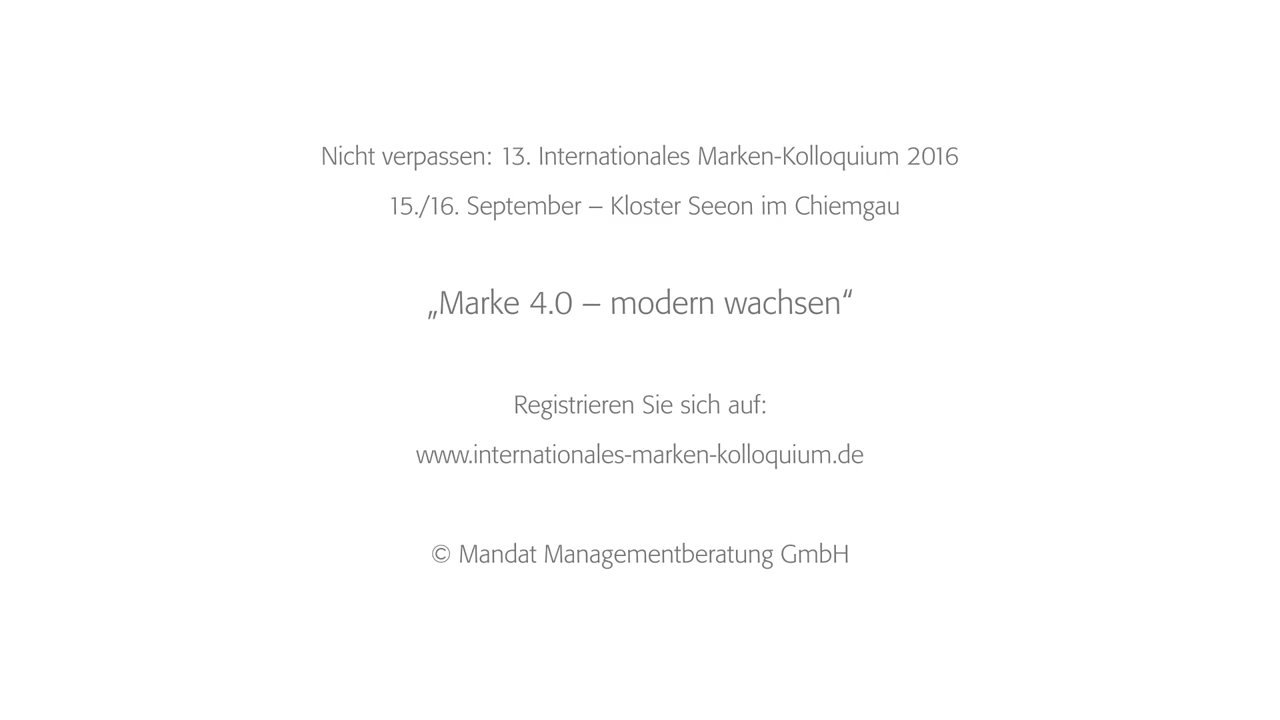 Nicht verpassen: 13. Internationales Marken-Kolloquium 2016
15./16. September – Kloster Seeon im Chiemgau
„Marke 4.0 – modern wachsen“
Registrieren Sie sich auf:
www.internationales-marken-kolloquium.de
© Mandat Managementberatung GmbH